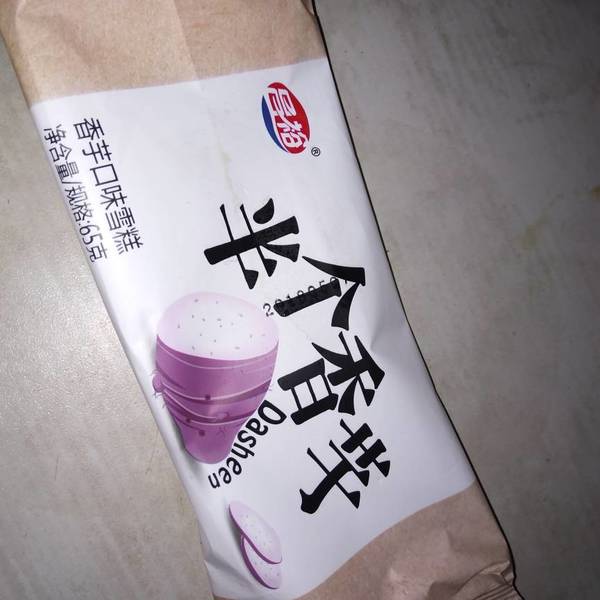 昌柏
®
半个香芋
Dasheen
香芋口味雪糕
净含量/规格:65克